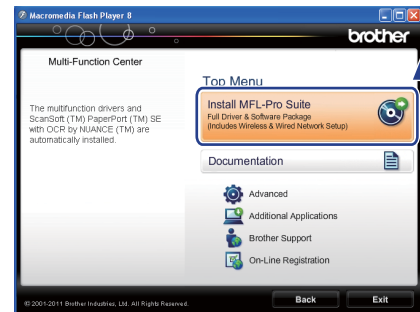 Macromedia Flash Player 8
brother
Multi-Function Center
The multifunction drivers and
ScanSoft (TM) PaperPort (TM) SE
with OCR by NUANCE (TM) are
automatically installed.
Top Menu
Install MFL-Pro Suite
Full Driver & Software Package
(Includes Wireless & Wired Network Setup)
Documentation
Advanced
Additional Applications
Brother Support
On-Line Registration
© 2001-2011 Brother Industries, Ltd. All Rights Reserved.
Back
Exit